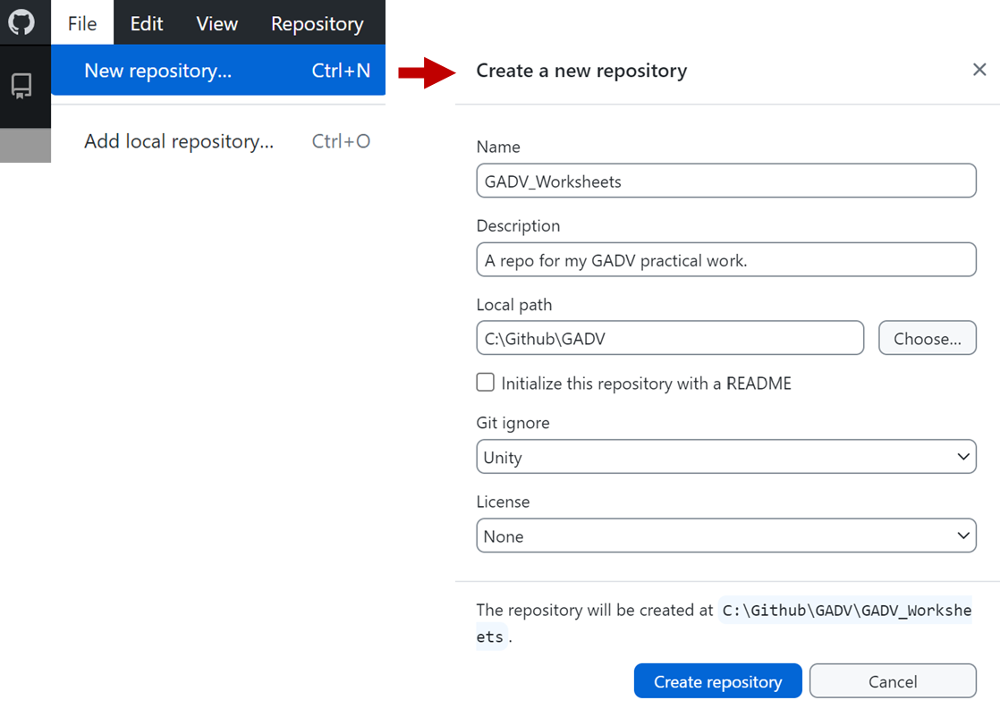 File Edit View Repository
New repository... Ctrl+N
Add local repository... Ctrl+O
Create a new repository
Name
GADV_Worksheets
Description
A repo for my GADV practical work.
Local path
C:\Github\GADV
Choose...
Initialize this repository with a README
Git ignore
Unity
License
None
The repository will be created at C:\Github\GADV\GADV_Workshe
ets.
Create repository Cancel